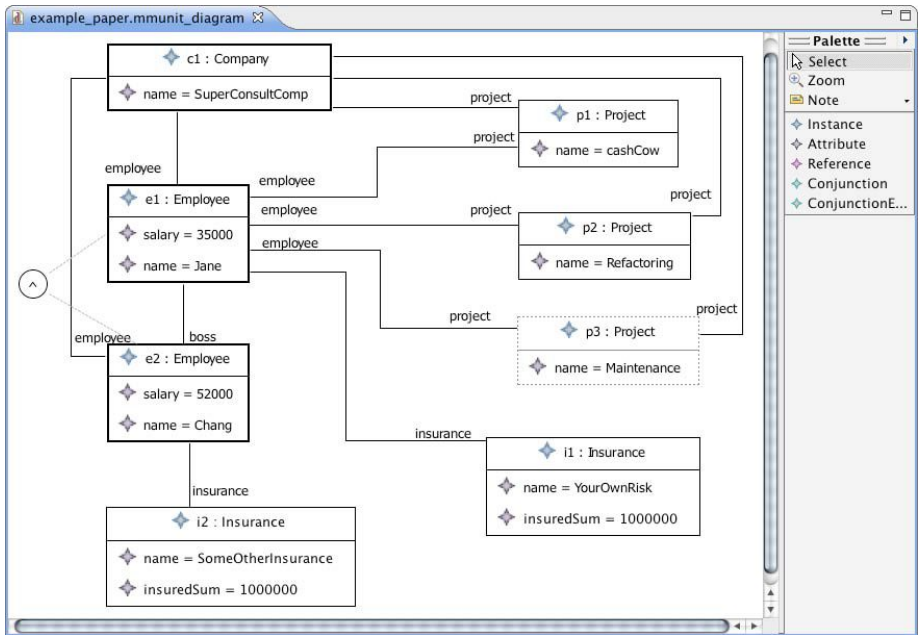 example_paper.mmunit_diagram
Palette
Select
Zoom
Note
Instance
Attribute
Reference
Conjunction
ConjunctionE...
c1 : Company
name = SuperConsultComp
project
p1 : Project
name = cashCow
project
employee
employee
e1 : Employee
salary = 35000
name = Jane
employee
project
project
p2 : Project
name = Refactoring
employee
project
project
p3 : Project
name = Maintenance
^
employee
boss
e2 : Employee
salary = 52000
name = Chang
insurance
i1 : Insurance
name = YourOwnRisk
insuredSum = 1000000
insurance
i2 : Insurance
name = SomeOtherInsurance
insuredSum = 1000000